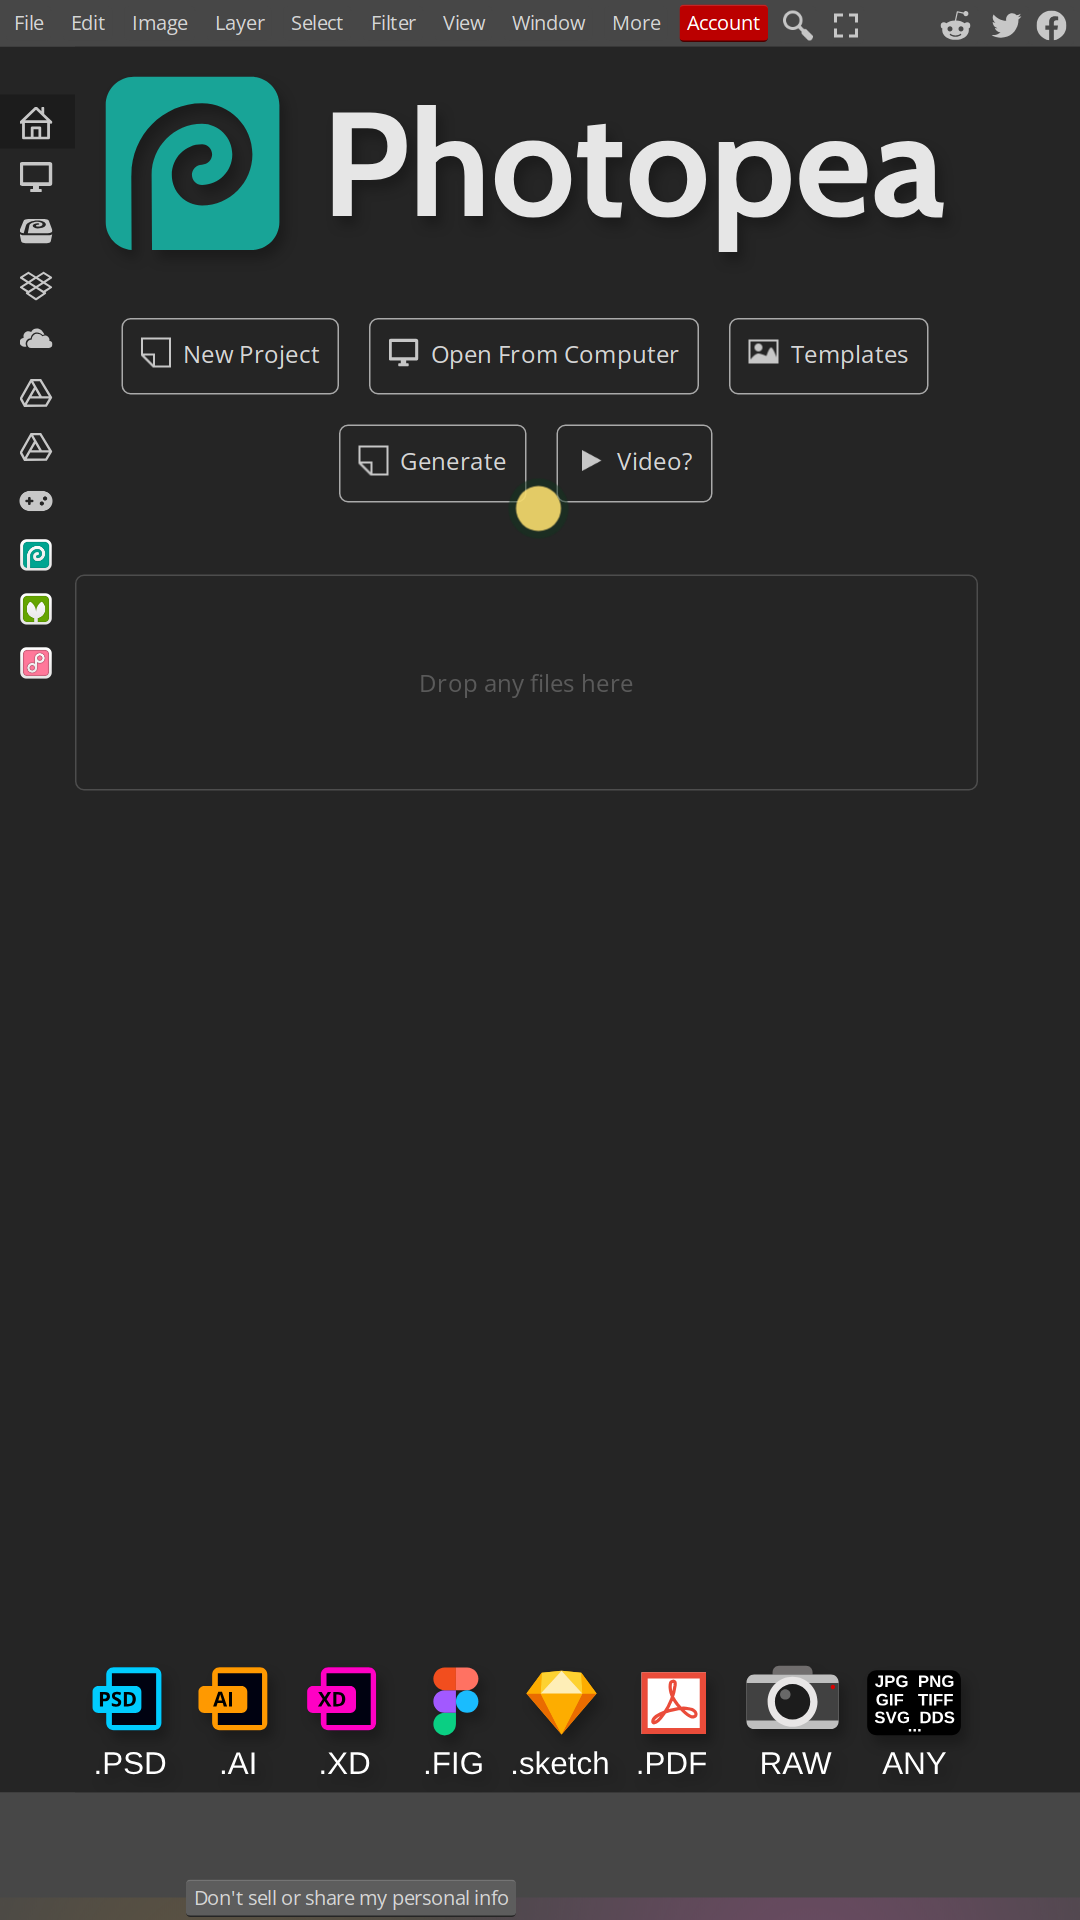 File Edit Image Layer Select Filter View Window More Account
Photopea
New Project Open From Computer Templates
Generate Video?
Drop any files here
PSD AI XD JPG PNG
GIF TIFF
SVG DDS
...
.PSD .AI .XD .FIG .sketch .PDF RAW ANY
Don't sell or share my personal info